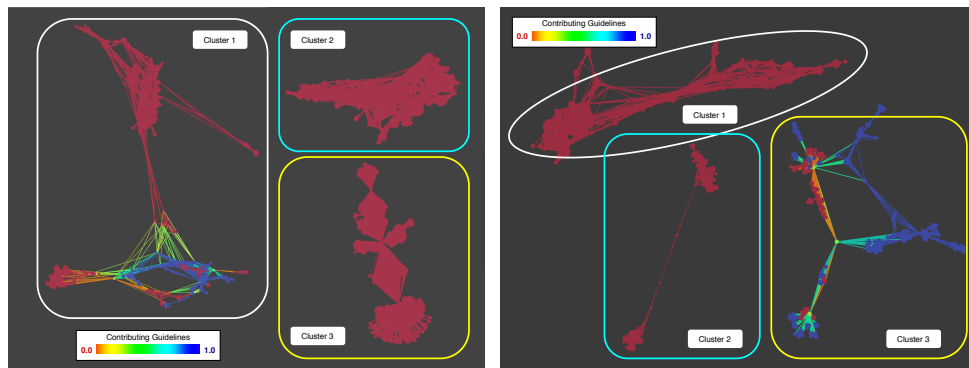 Cluster 1
Cluster 2
Cluster 3
Contributing Guidelines
0.0 1.0
Contributing Guidelines
0.0 1.0
Cluster 1
Cluster 2
Cluster 3